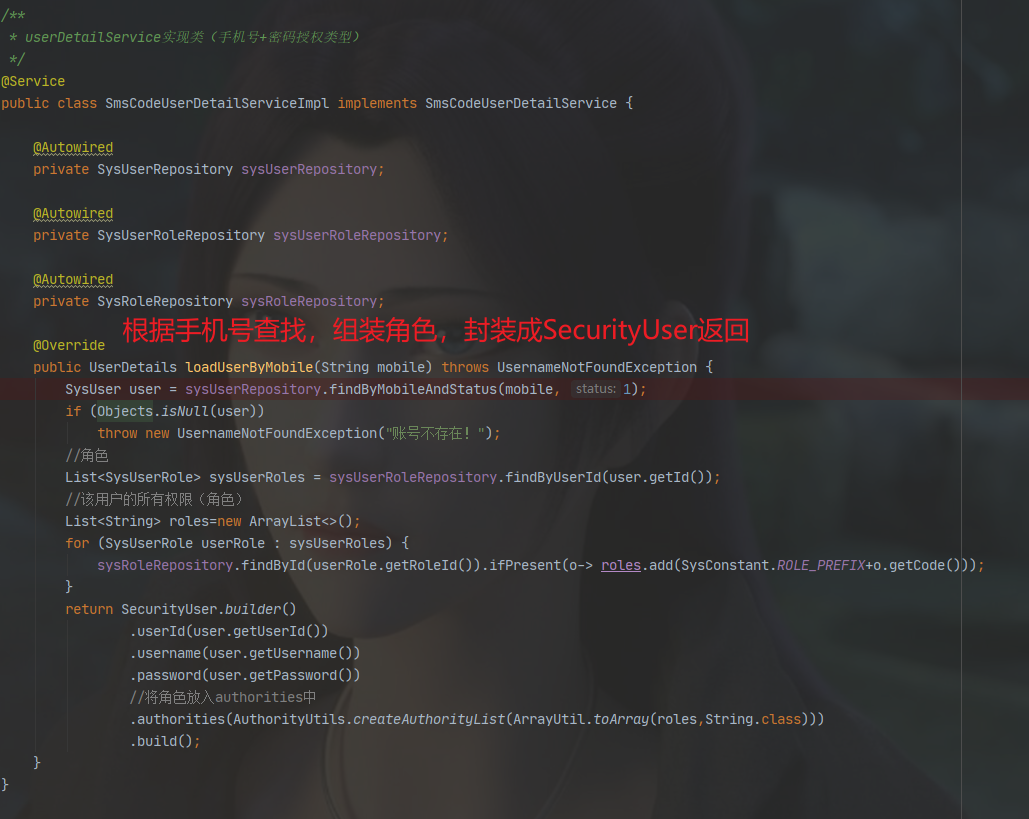 /**
 * userDetailService实现类（手机号+密码授权类型）
 */
@Service
public class SmsCodeUserDetailServiceImpl implements SmsCodeUserDetailService {
    @Autowired
    private SysUserRepository sysUserRepository;
    @Autowired
    private SysUserRoleRepository sysUserRoleRepository;
    @Autowired
    private SysRoleRepository sysRoleRepository;
根据手机号查找，组装角色，封装成SecurityUser返回
    @Override
    public UserDetails loadUserByMobile(String mobile) throws UsernameNotFoundException {
        SysUser user = sysUserRepository.findByMobileAndStatus(mobile, status: 1);
        if (Objects.isNull(user))
            throw new UsernameNotFoundException("账号不存在！");
        //角色
        List<SysUserRole> sysUserRoles = sysUserRoleRepository.findByUserId(user.getId());
        //该用户的所有权限（角色）
        List<String> roles=new ArrayList<>();
        for (SysUserRole userRole : sysUserRoles) {
            sysRoleRepository.findById(userRole.getRoleId()).ifPresent(o-> roles.add(SysConstant.ROLE_PREFIX+o.getCode()));
        }
        return SecurityUser.builder()
                .userId(user.getUserId())
                .username(user.getUsername())
                .password(user.getPassword())
                //将角色放入authorities中
                .authorities(AuthorityUtils.createAuthorityList(ArrayUtil.toArray(roles,String.class)))
                .build();
    }
}